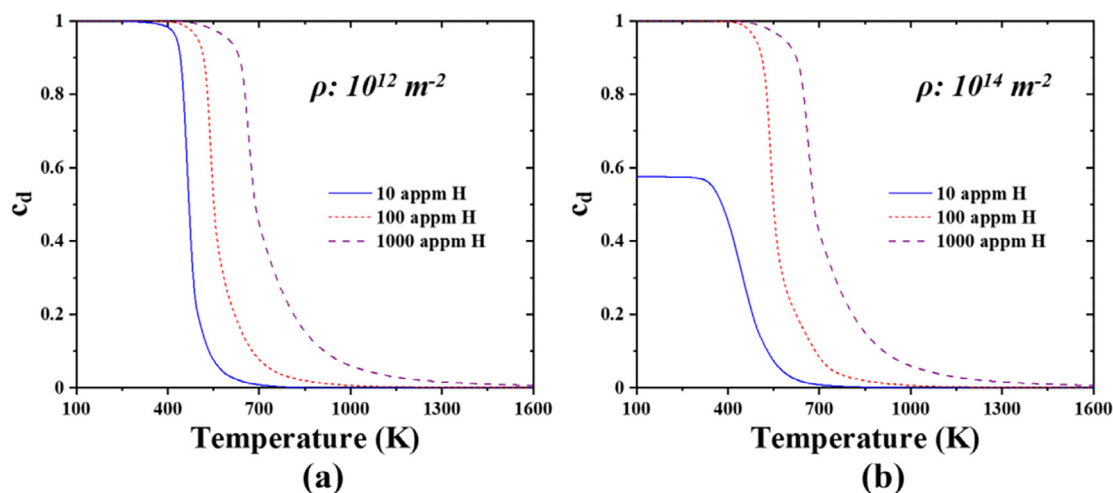 1
0.8
0.6
0.4
0.2
0
c_d
100 400 700 1000 1300 1600
Temperature (K)
ρ: 10^12 m^-2
10 appm H
100 appm H
1000 appm H
(a)
1
0.8
0.6
0.4
0.2
0
c_d
100 400 700 1000 1300 1600
Temperature (K)
ρ: 10^14 m^-2
10 appm H
100 appm H
1000 appm H
(b)